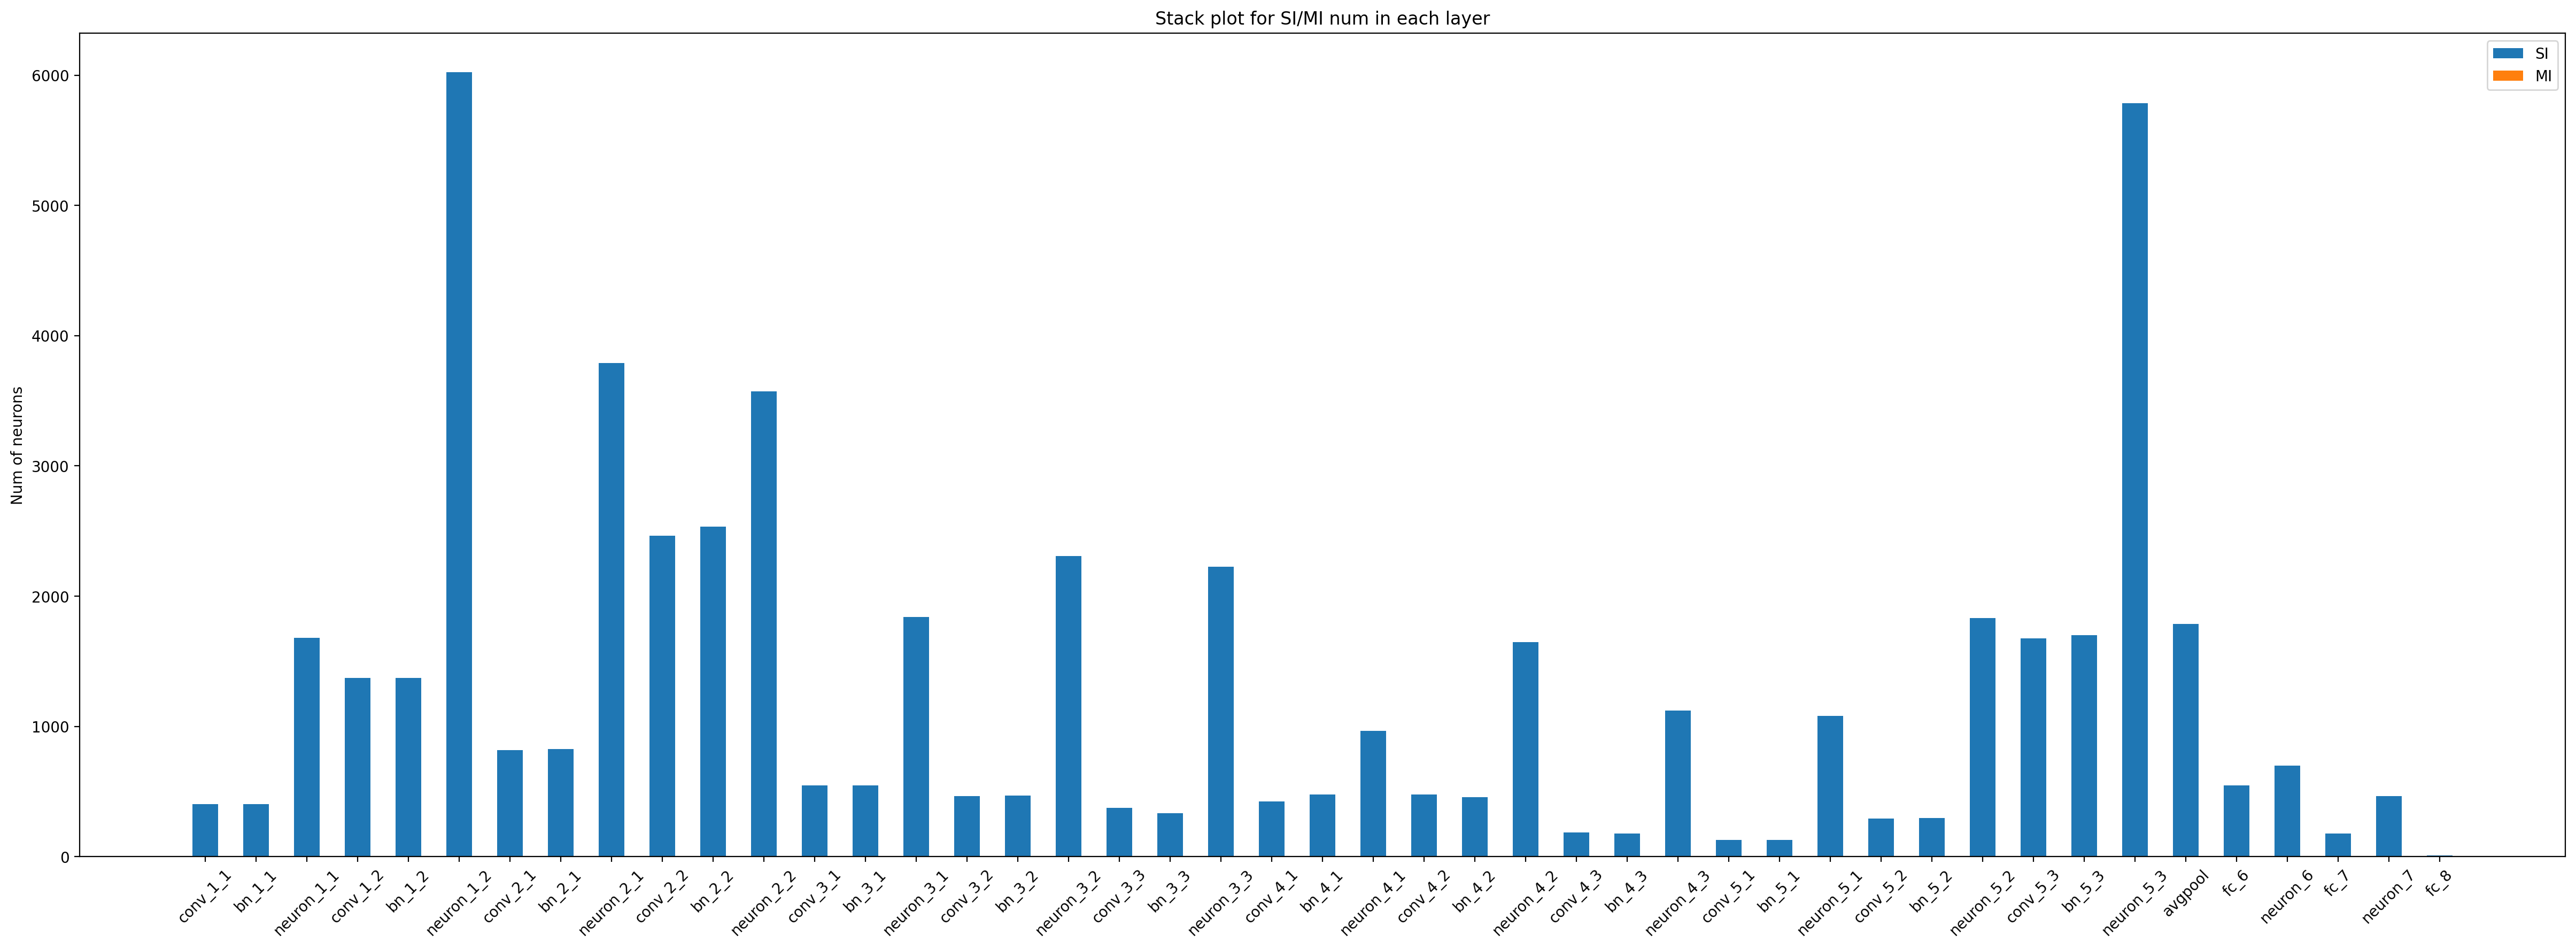 Stack plot for SI/MI num in each layer
SI
MI
Num of neurons
6000
5000
4000
3000
2000
1000
0
conv_1_1
bn_1_1
neuron_1_1
conv_1_2
bn_1_2
neuron_1_2
conv_2_1
bn_2_1
neuron_2_1
conv_2_2
bn_2_2
neuron_2_2
conv_3_1
bn_3_1
neuron_3_1
conv_3_2
bn_3_2
neuron_3_2
conv_3_3
bn_3_3
neuron_3_3
conv_4_1
bn_4_1
neuron_4_1
conv_4_2
bn_4_2
neuron_4_2
conv_4_3
bn_4_3
neuron_4_3
conv_5_1
bn_5_1
neuron_5_1
conv_5_2
bn_5_2
neuron_5_2
conv_5_3
bn_5_3
neuron_5_3
avgpool
fc_6
neuron_6
fc_7
neuron_7
fc_8